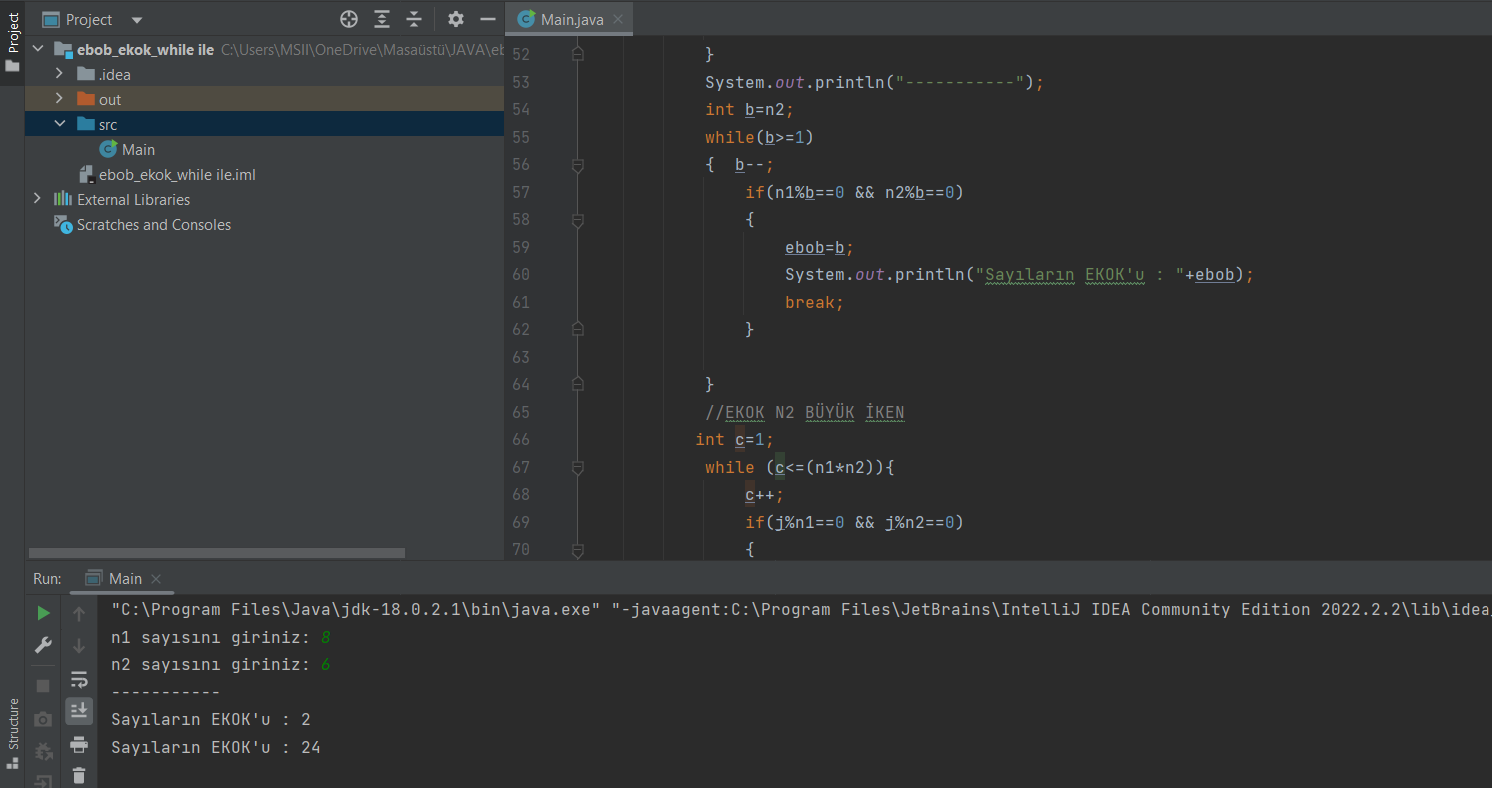 Project
Project
Main.java
ebob_ekok_while ile C:\Users\MSII\OneDrive\Masaüstü\JAVA\eb
.idea
out
src
Main
ebob_ekok_while ile.iml
External Libraries
Scratches and Consoles
52 }
53 System.out.println("-----------");
54 int b=n2;
55 while(b>=1)
56 { b--;
57 if(n1%b==0 && n2%b==0)
58 {
59 ebob=b;
60 System.out.println("Sayıların EKOK'u : "+ebob);
61 break;
62 }
63
64 }
65 //EKOK N2 BÜYÜK İKEN
66 int c=1;
67 while (c<=(n1*n2)){
68 c++;
69 if(j%n1==0 && j%n2==0)
70 {
Run: Main
"C:\Program Files\Java\jdk-18.0.2.1\bin\java.exe" "-javaagent:C:\Program Files\JetBrains\IntelliJ IDEA Community Edition 2022.2.2\lib\idea
n1 sayısını giriniz: 8
n2 sayısını giriniz: 6
-----------
Sayıların EKOK'u : 2
Sayıların EKOK'u : 24
Structure